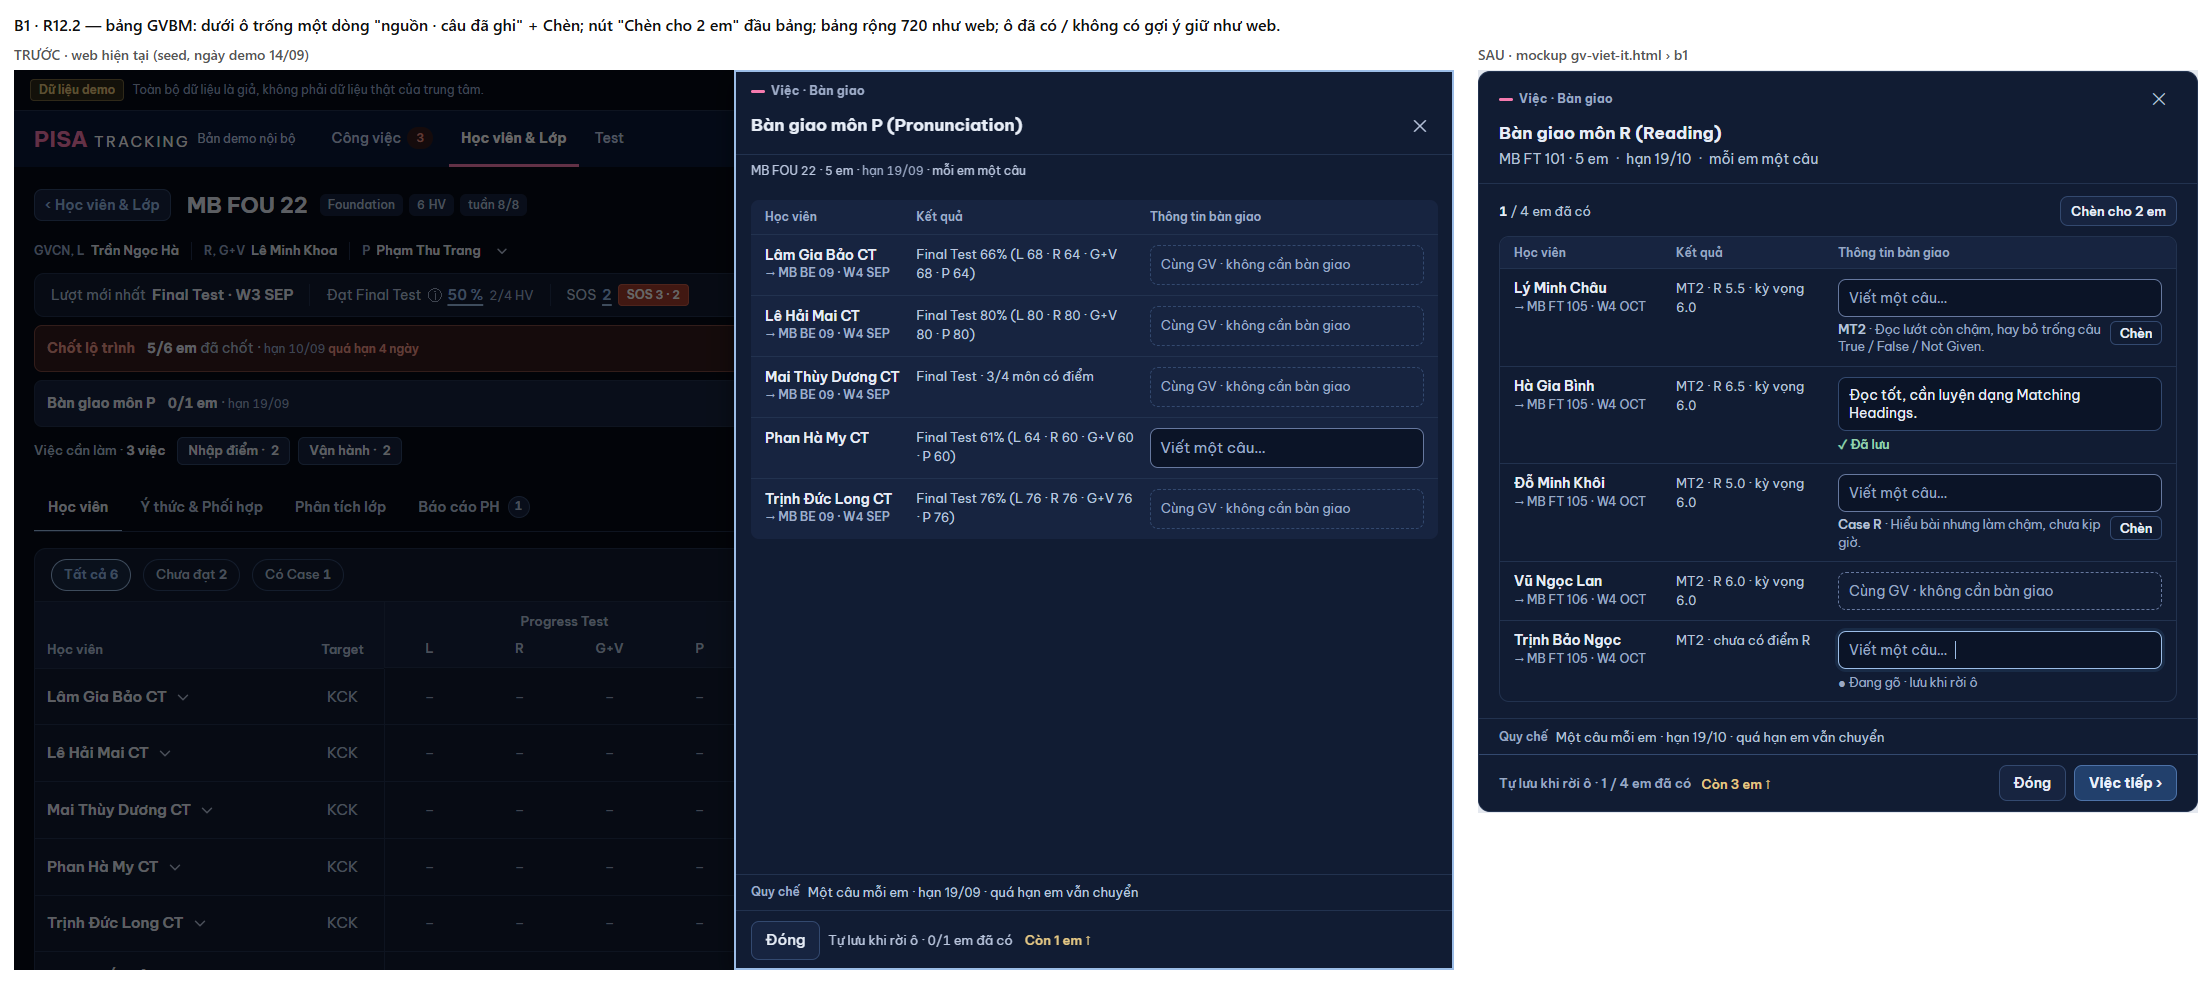 B1 · R12.2 — bảng GVBM: dưới ô trống một dòng "nguồn · câu đã ghi" + Chèn; nút "Chèn cho 2 em" đầu bảng; bảng rộng 720 như web; ô đã có / không có gợi ý giữ như web.
TRƯỚC · web hiện tại (seed, ngày demo 14/09)
Dữ liệu demo Toàn bộ dữ liệu là giả, không phải dữ liệu thật của trung tâm.
PISA TRACKING Bản demo nội bộ Công việc 3 Học viên & Lớp Test
‹ Học viên & Lớp MB FOU 22 Foundation 6 HV tuần 8/8
GVCN, L Trần Ngọc Hà R, G+V Lê Minh Khoa P Phạm Thu Trang
Lượt mới nhất Final Test · W3 SEP Đạt Final Test ⓘ 50 % 2/4 HV SOS 2 SOS 3 · 2
Chốt lộ trình 5/6 em đã chốt · hạn 10/09 quá hạn 4 ngày
Bàn giao môn P 0/1 em · hạn 19/09
Việc cần làm · 3 việc Nhập điểm · 2 Vận hành · 2
Học viên Ý thức & Phối hợp Phân tích lớp Báo cáo PH 1
Tất cả 6 Chưa đạt 2 Có Case 1
Progress Test
Học viên Target L R G+V P
Lâm Gia Bảo CT KCK – – – –
Lê Hải Mai CT KCK – – – –
Mai Thùy Dương CT KCK – – – –
Phan Hà My CT KCK – – – –
Trịnh Đức Long CT KCK – – – –
Việc · Bàn giao
Bàn giao môn P (Pronunciation)
MB FOU 22 · 5 em · hạn 19/09 · mỗi em một câu
Học viên Kết quả Thông tin bàn giao
Lâm Gia Bảo CT Final Test 66% (L 68 · R 64 · G+V Cùng GV · không cần bàn giao
→ MB BE 09 · W4 SEP 68 · P 64)
Lê Hải Mai CT Final Test 80% (L 80 · R 80 · G+V Cùng GV · không cần bàn giao
→ MB BE 09 · W4 SEP 80 · P 80)
Mai Thùy Dương CT Final Test · 3/4 môn có điểm Cùng GV · không cần bàn giao
→ MB BE 09 · W4 SEP
Phan Hà My CT Final Test 61% (L 64 · R 60 · G+V 60 Viết một câu...
· P 60)
Trịnh Đức Long CT Final Test 76% (L 76 · R 76 · G+V 76 Cùng GV · không cần bàn giao
→ MB BE 09 · W4 SEP · P 76)
Quy chế Một câu mỗi em · hạn 19/09 · quá hạn em vẫn chuyển
Đóng Tự lưu khi rời ô · 0/1 em đã có Còn 1 em ↑
SAU · mockup gv-viet-it.html › b1
Việc · Bàn giao
Bàn giao môn R (Reading)
MB FT 101 · 5 em · hạn 19/10 · mỗi em một câu
1 / 4 em đã có Chèn cho 2 em
Học viên Kết quả Thông tin bàn giao
Lý Minh Châu MT2 · R 5.5 · kỳ vọng Viết một câu...
→ MB FT 105 · W4 OCT 6.0
MT2 · Đọc lướt còn chậm, hay bỏ trống câu Chèn
True / False / Not Given.
Hà Gia Bình MT2 · R 6.5 · kỳ vọng Đọc tốt, cần luyện dạng Matching
→ MB FT 105 · W4 OCT 6.0 Headings.
✓ Đã lưu
Đỗ Minh Khôi MT2 · R 5.0 · kỳ vọng Viết một câu...
→ MB FT 105 · W4 OCT 6.0
Case R · Hiểu bài nhưng làm chậm, chưa kịp Chèn
giờ.
Vũ Ngọc Lan MT2 · R 6.0 · kỳ vọng Cùng GV · không cần bàn giao
→ MB FT 106 · W4 OCT 6.0
Trịnh Bảo Ngọc MT2 · chưa có điểm R Viết một câu...
→ MB FT 105 · W4 OCT
● Đang gõ · lưu khi rời ô
Quy chế Một câu mỗi em · hạn 19/10 · quá hạn em vẫn chuyển
Tự lưu khi rời ô · 1 / 4 em đã có Còn 3 em ↑ Đóng Việc tiếp ›